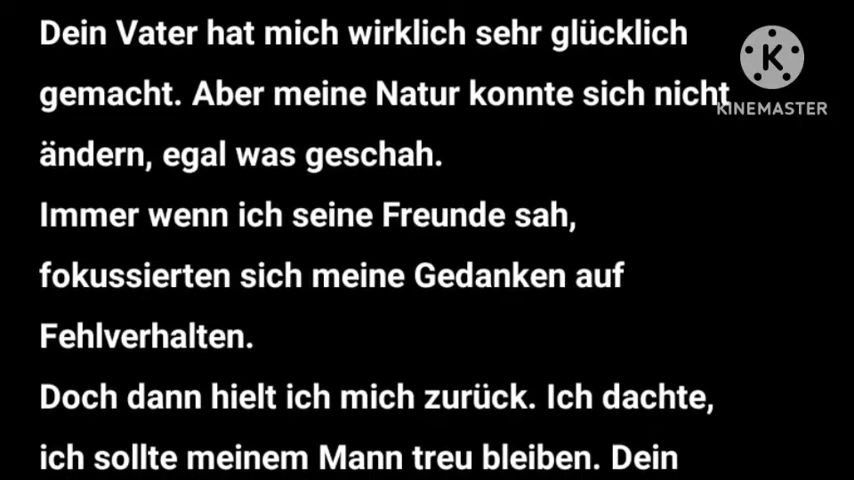 Dein Vater hat mich wirklich sehr glücklich
gemacht. Aber meine Natur konnte sich nicht
ändern, egal was geschah.
Immer wenn ich seine Freunde sah,
fokussierten sich meine Gedanken auf
Fehlverhalten.
Doch dann hielt ich mich zurück. Ich dachte,
ich sollte meinem Mann treu bleiben. Dein
K
KINEMASTER